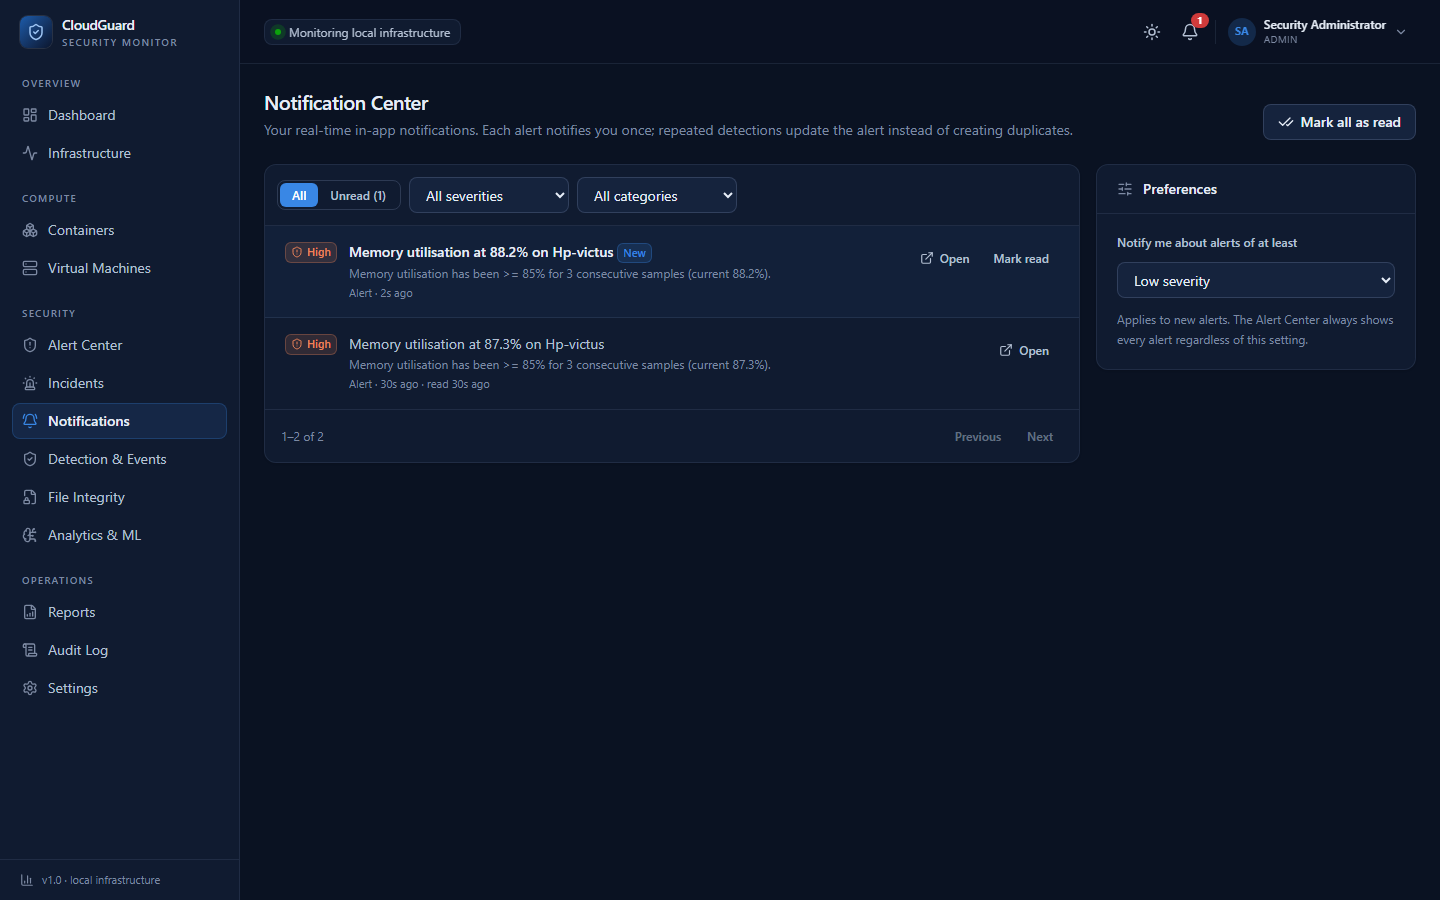 CloudGuard
SECURITY MONITOR
OVERVIEW
Dashboard
Infrastructure
COMPUTE
Containers
Virtual Machines
SECURITY
Alert Center
Incidents
Notifications
Detection & Events
File Integrity
Analytics & ML
OPERATIONS
Reports
Audit Log
Settings
v1.0 · local infrastructure
Monitoring local infrastructure
1
SA
Security Administrator
ADMIN
Notification Center
Your real-time in-app notifications. Each alert notifies you once; repeated detections update the alert instead of creating duplicates.
Mark all as read
All
Unread (1)
All severities
All categories
High
Memory utilisation at 88.2% on Hp-victus
New
Memory utilisation has been >= 85% for 3 consecutive samples (current 88.2%).
Alert · 2s ago
Open
Mark read
High
Memory utilisation at 87.3% on Hp-victus
Memory utilisation has been >= 85% for 3 consecutive samples (current 87.3%).
Alert · 30s ago · read 30s ago
Open
1–2 of 2
Previous
Next
Preferences
Notify me about alerts of at least
Low severity
Applies to new alerts. The Alert Center always shows
every alert regardless of this setting.